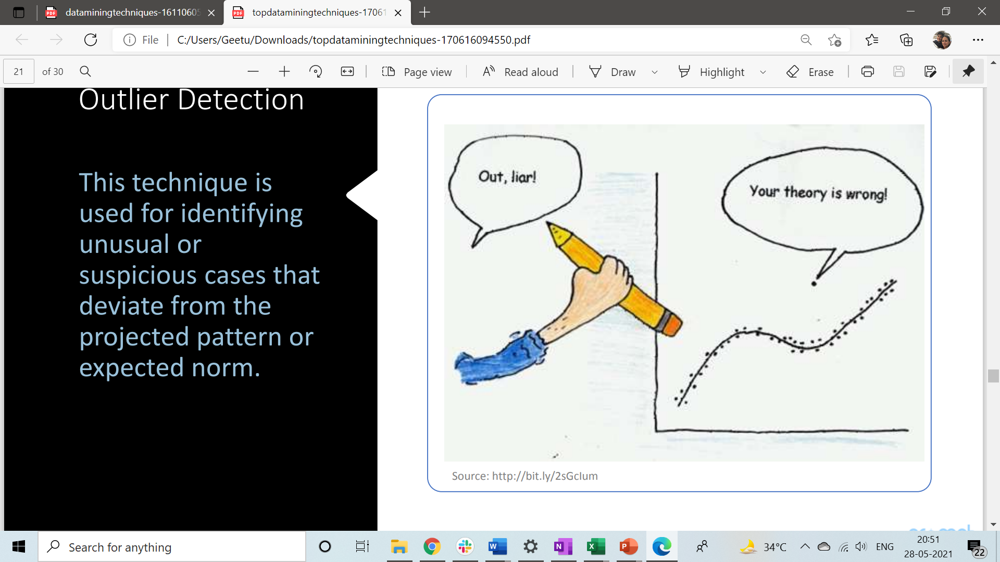 dataminingtechniques-1611060
topdataminingtechniques-17061
File
C:/Users/Geetu/Downloads/topdataminingtechniques-170616094550.pdf
21 of 30
Page view
Read aloud
Draw
Highlight
Erase
Outlier Detection
This technique is
used for identifying
unusual or
suspicious cases that
deviate from the
projected pattern or
expected norm.
Out, liar!
Your theory is wrong!
Source: http://bit.ly/2sGcIum
Search for anything
34°C
ENG
20:51
28-05-2021
22